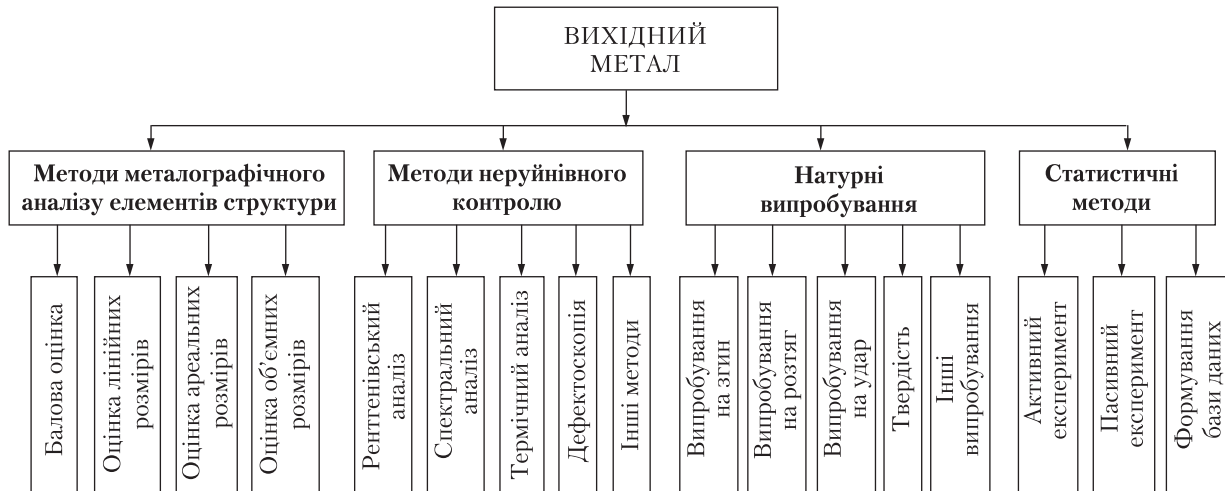 ВИХІДНИЙ
МЕТАЛ
Методи металографічного
аналізу елементів структури
Методи неруйнівного
контролю
Натурні
випробування
Статистичні
методи
Балова оцінка
Оцінка лінійних
розмірів
Оцінка ареальних
розмірів
Оцінка об'ємних
розмірів
Рентгенівський
аналіз
Спектральний
аналіз
Термічний аналіз
Дефектоскопія
Інші методи
Випробування
на згин
Випробування
на розтяг
Випробування
на удар
Твердість
Інші
випробування
Активний
експеримент
Пасивний
експеримент
Формування
бази даних